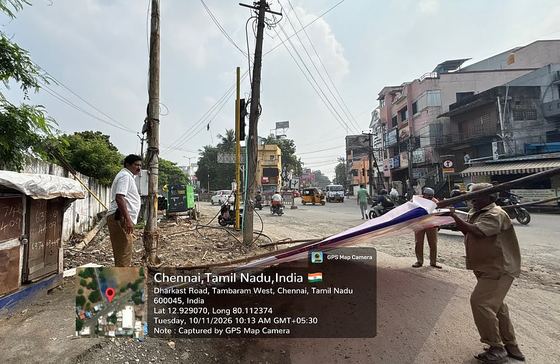 GPS Map Camera
Chennai,Tamil Nadu,India
Dharkast Road, Tambaram West, Chennai, Tamil Nadu
600045, India
Lat 12.929070, Long 80.112374
Tuesday, 10/11/2026 10:13 AM GMT+05:30
Note : Captured by GPS Map Camera